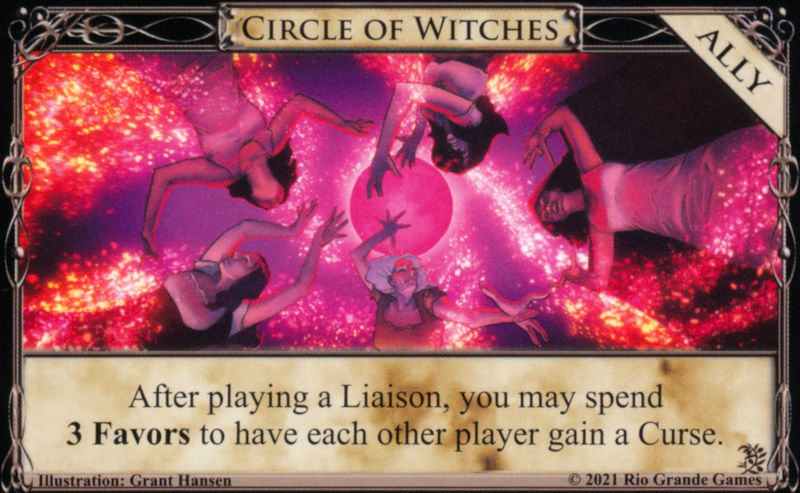 CIRCLE OF WITCHES
ALLY
After playing a Liaison, you may spend
3 Favors to have each other player gain a Curse.
Illustration: Grant Hansen
© 2021 Rio Grande Games